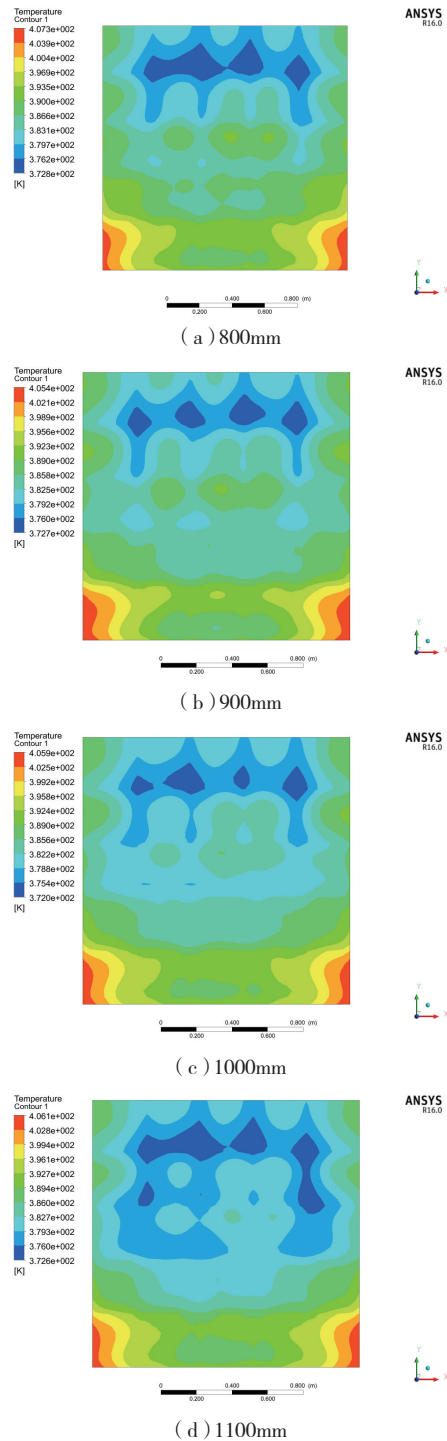 Temperature
Contour 1
4.073e+002
4.039e+002
4.004e+002
3.969e+002
3.935e+002
3.900e+002
3.866e+002
3.831e+002
3.797e+002
3.762e+002
3.728e+002
[K]
ANSYS
R16.0
Y
Z
X
0
0.200
0.400
0.600
0.800 (m)
(a)800mm
Temperature
Contour 1
4.054e+002
4.021e+002
3.989e+002
3.956e+002
3.923e+002
3.890e+002
3.858e+002
3.825e+002
3.792e+002
3.760e+002
3.727e+002
[K]
ANSYS
R16.0
Y
Z
X
0
0.200
0.400
0.600
0.800 (m)
(b)900mm
Temperature
Contour 1
4.059e+002
4.025e+002
3.992e+002
3.958e+002
3.924e+002
3.890e+002
3.856e+002
3.822e+002
3.788e+002
3.754e+002
3.720e+002
[K]
ANSYS
R16.0
Y
Z
X
0
0.200
0.400
0.600
0.800 (m)
(c)1000mm
Temperature
Contour 1
4.061e+002
4.028e+002
3.994e+002
3.961e+002
3.927e+002
3.894e+002
3.860e+002
3.827e+002
3.793e+002
3.760e+002
3.726e+002
[K]
ANSYS
R16.0
Y
Z
X
0
0.200
0.400
0.600
0.800 (m)
(d)1100mm